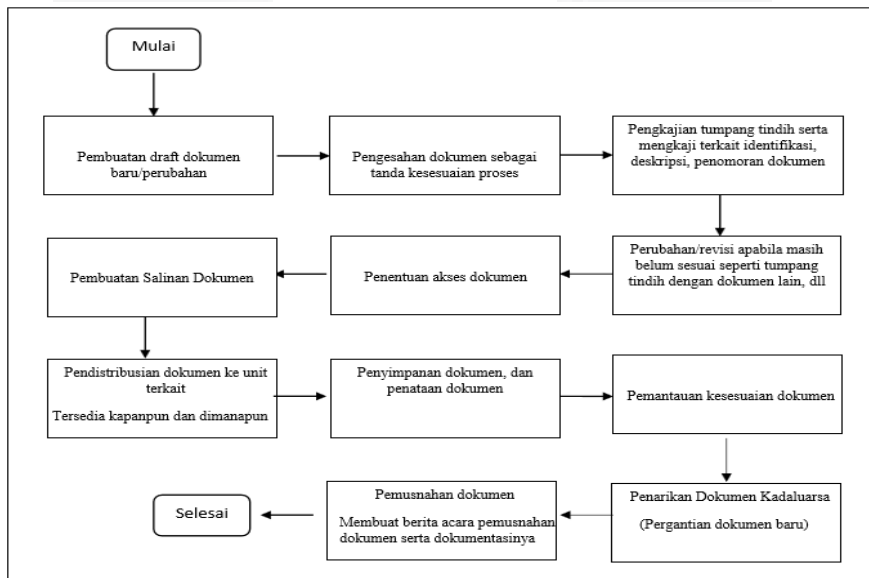 Mulai
Pembuatan draft dokumen
baru/perubahan
Pengesahan dokumen sebagai
tanda kesesuaian proses
Pengkajian tumpang tindih serta
mengkaji terkait identifikasi,
deskripsi, penomoran dokumen
Perubahan/revisi apabila masih
belum sesuai seperti tumpang
tindih dengan dokumen lain, dll
Penentuan akses dokumen
Pembuatan Salinan Dokumen
Pendistribusian dokumen ke unit
terkait
Tersedia kapanpun dan dimanapun
Penyimpanan dokumen, dan
penataan dokumen
Pemantauan kesesuaian dokumen
Penarikan Dokumen Kadaluarsa
(Pergantian dokumen baru)
Pemusnahan dokumen
Membuat berita acara pemusnahan
dokumen serta dokumentasinya
Selesai